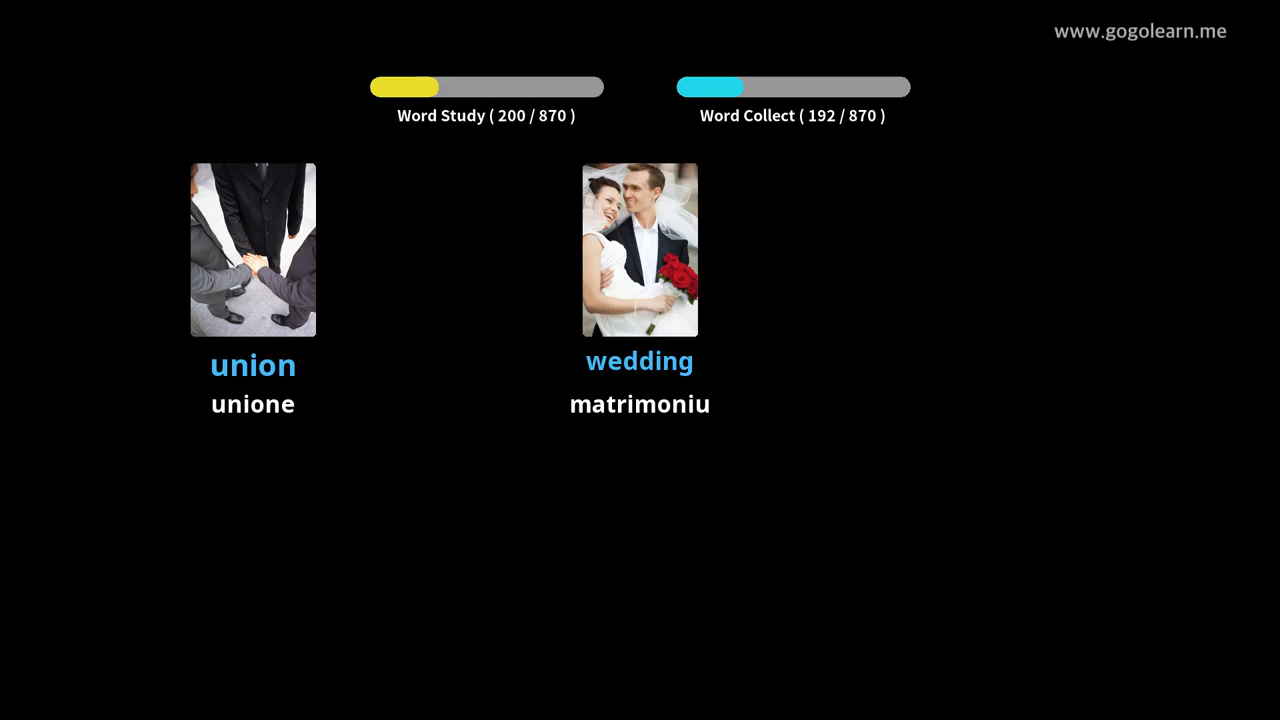 www.gogolearn.me
Word Study ( 200 / 870 )
Word Collect ( 192 / 870 )
union
unione
wedding
matrimoniu